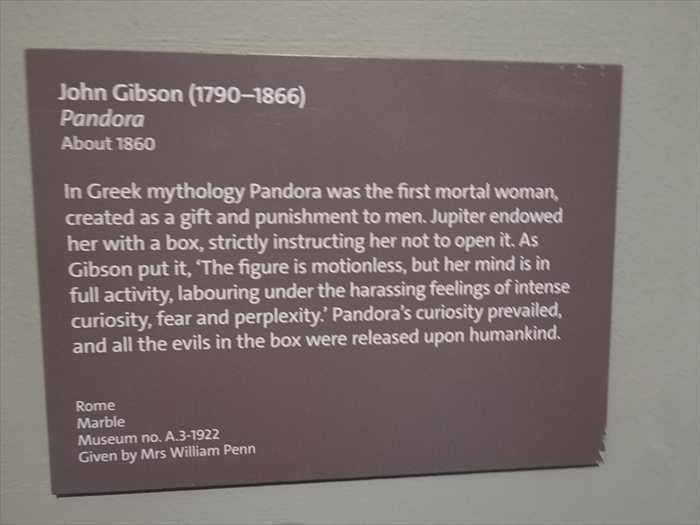 John Gibson (1790–1866)
Pandora
About 1860
In Greek mythology Pandora was the first mortal woman,
created as a gift and punishment to men. Jupiter endowed
her with a box, strictly instructing her not to open it. As
Gibson put it, ‘The figure is motionless, but her mind is in
full activity, labouring under the harassing feelings of intense
curiosity, fear and perplexity.’ Pandora’s curiosity prevailed,
and all the evils in the box were released upon humankind.
Rome
Marble
Museum no. A.3-1922
Given by Mrs William Penn